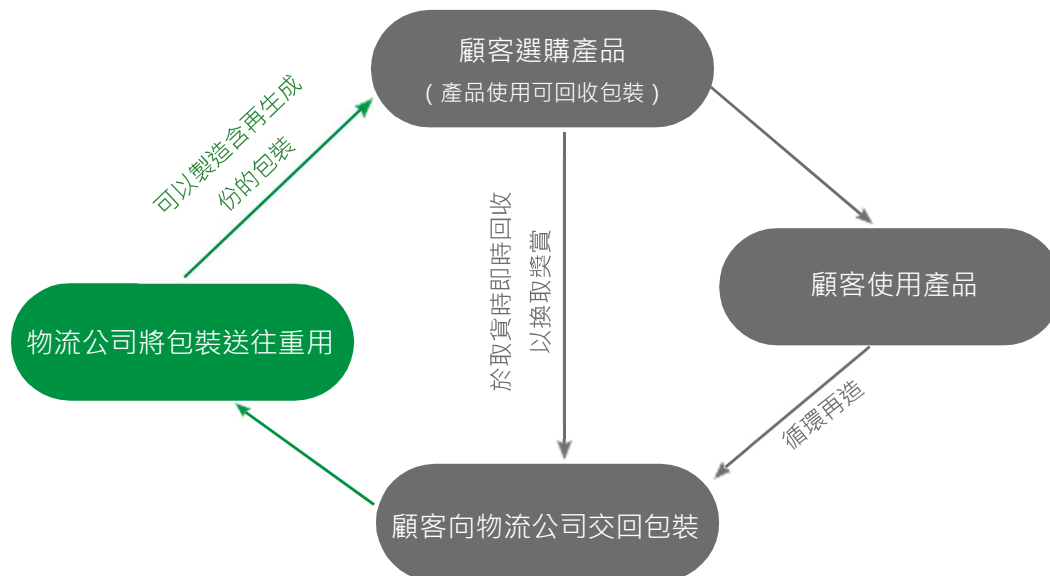 顧客選購產品
（產品使用可回收包裝）
可以製造含再生成
份的包裝
於取貨時即時回收
以換取獎賞
顧客使用產品
物流公司將包裝送往重用
循環再造
顧客向物流公司交回包裝